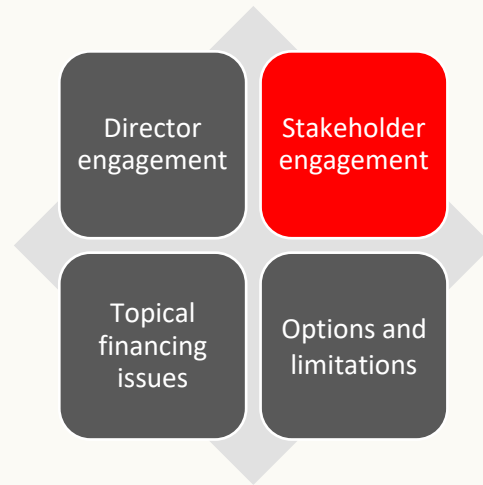 Director
engagement
Stakeholder
engagement
Topical
financing
issues
Options and
limitations